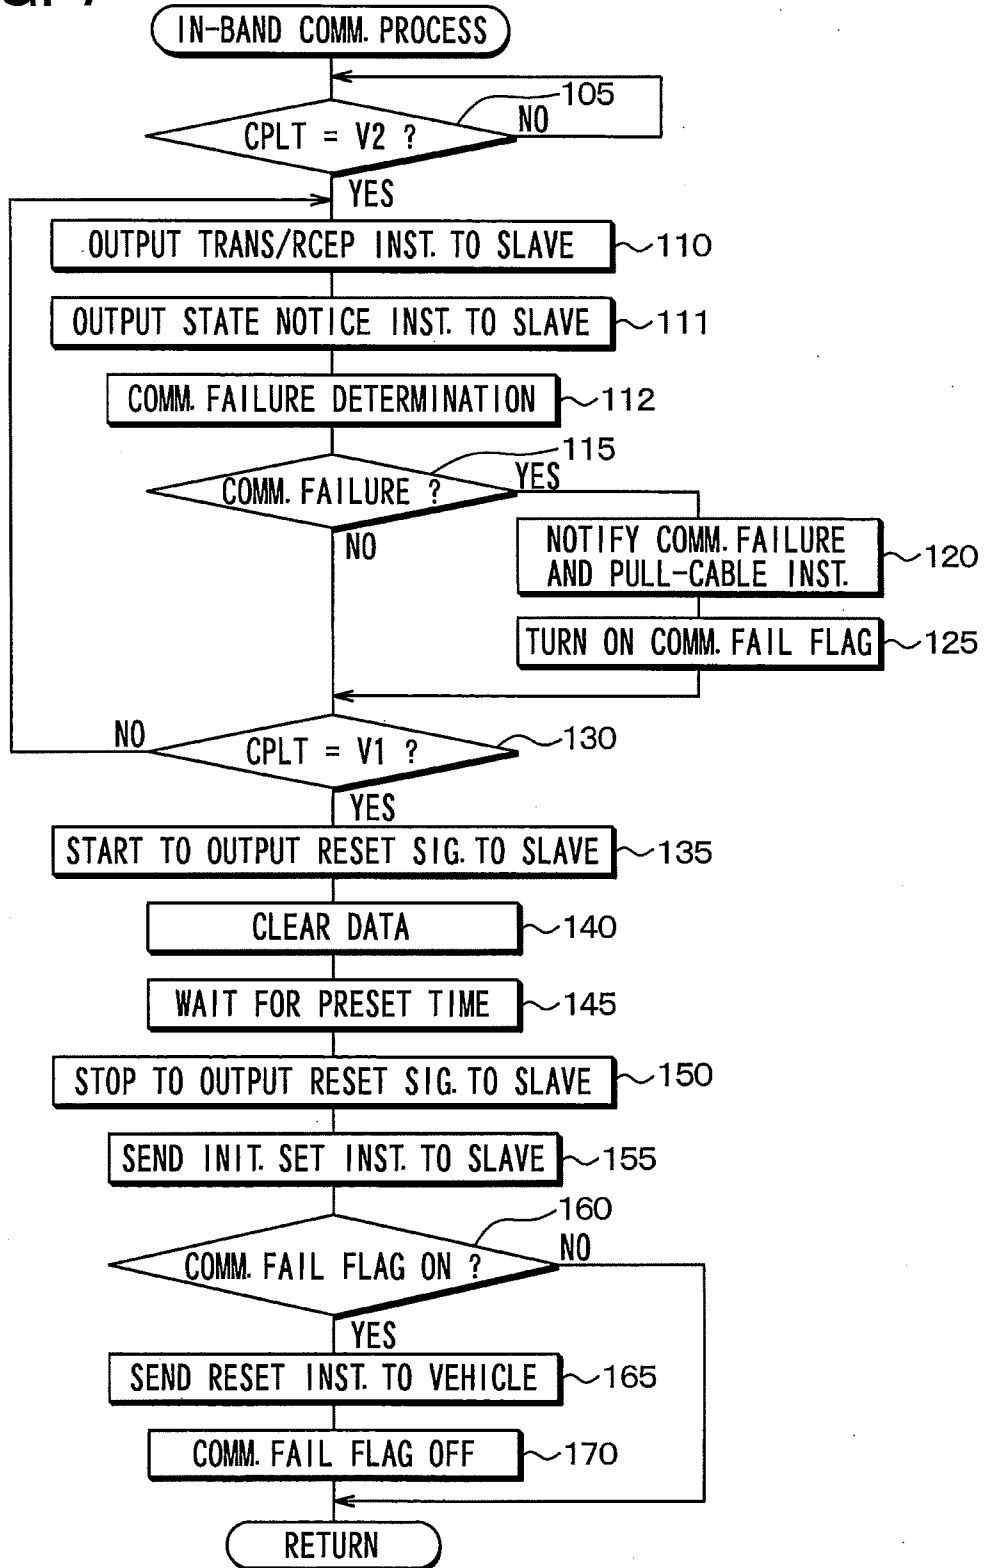 IN-BAND COMM. PROCESS
105
CPLT = V2 ?
NO
YES
OUTPUT TRANS/RCEP INST. TO SLAVE
110
OUTPUT STATE NOTICE INST. TO SLAVE
111
COMM. FAILURE DETERMINATION
112
115
COMM. FAILURE ?
YES
NO
NOTIFY COMM. FAILURE
AND PULL-CABLE INST.
120
TURN ON COMM. FAIL FLAG
125
NO
CPLT = V1 ?
130
YES
START TO OUTPUT RESET SIG. TO SLAVE
135
CLEAR DATA
140
WAIT FOR PRESET TIME
145
STOP TO OUTPUT RESET SIG. TO SLAVE
150
SEND INIT. SET INST. TO SLAVE
155
160
COMM. FAIL FLAG ON ?
NO
YES
SEND RESET INST. TO VEHICLE
165
COMM. FAIL FLAG OFF
170
RETURN